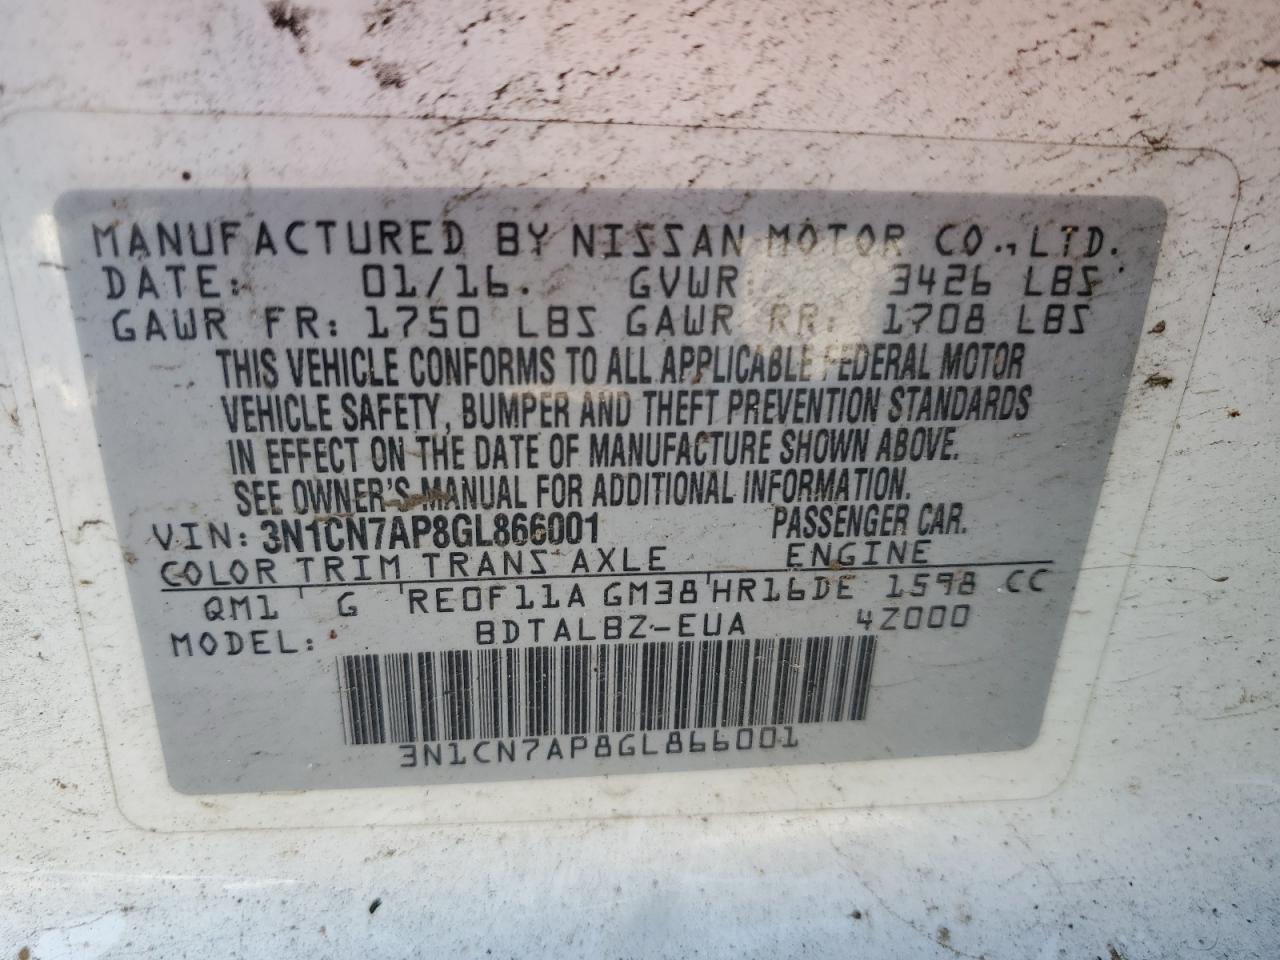 MANUFACTURED BY NISSAN MOTOR CO., LTD.
DATE: 01/16. GVWR: 3426 LBS
GAWR FR: 1750 LBS GAWR RR: 1708 LBS
THIS VEHICLE CONFORMS TO ALL APPLICABLE FEDERAL MOTOR
VEHICLE SAFETY, BUMPER AND THEFT PREVENTION STANDARDS
IN EFFECT ON THE DATE OF MANUFACTURE SHOWN ABOVE.
SEE OWNER'S MANUAL FOR ADDITIONAL INFORMATION.
VIN: 3N1CN7AP8GL866001 PASSENGER CAR.
COLOR TRIM TRANS AXLE ENGINE
QM1 ' G ' RE0F11A GM38 ' HR16DE 1598 CC
MODEL: BDTALBZ-EUA 4Z000
3N1CN7AP8GL866001